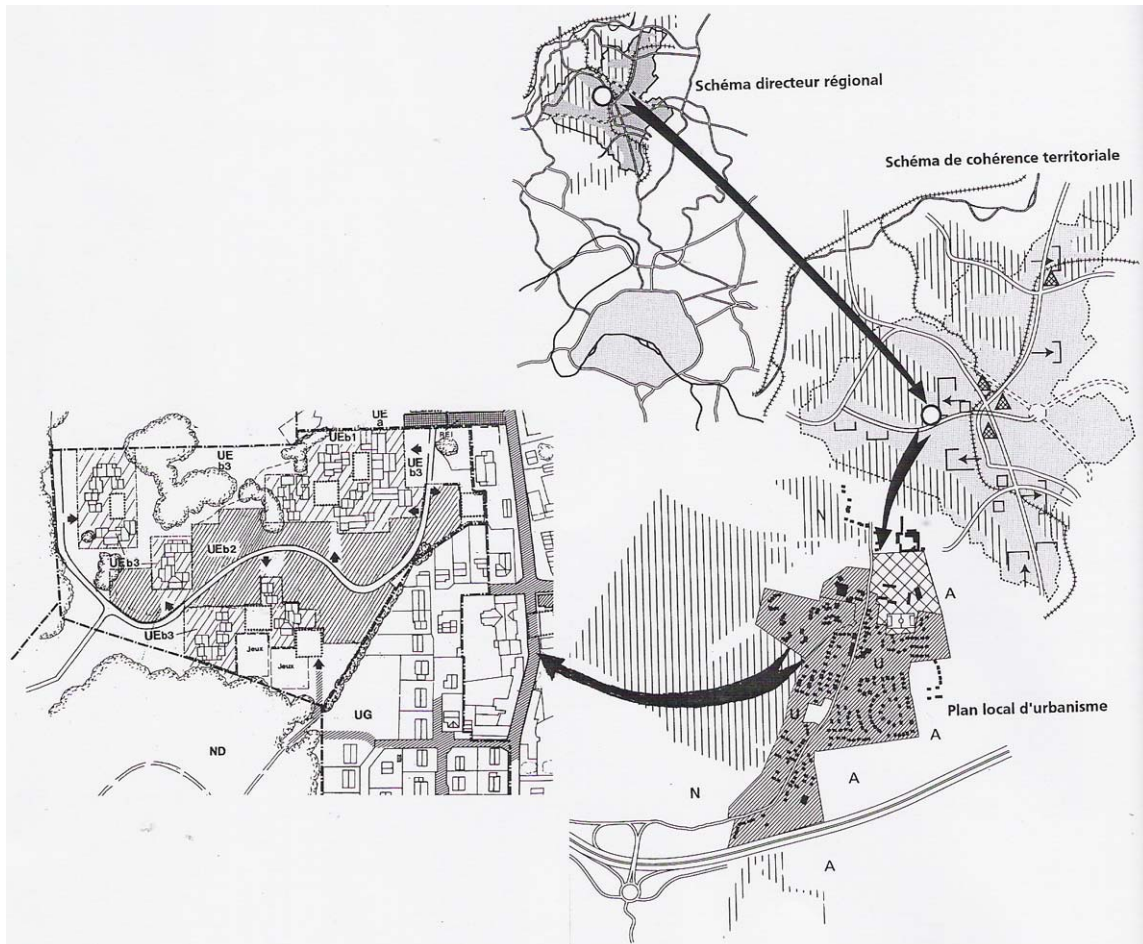 Schéma directeur régional
Schéma de cohérence territoriale
UE
a
UEb1
UE
b3
UE
b3
UEb2
UEb3
UEb3
Jeux
Jeux
UG
ND
N
A
U
U
Plan local d'urbanisme
A
N
A
A